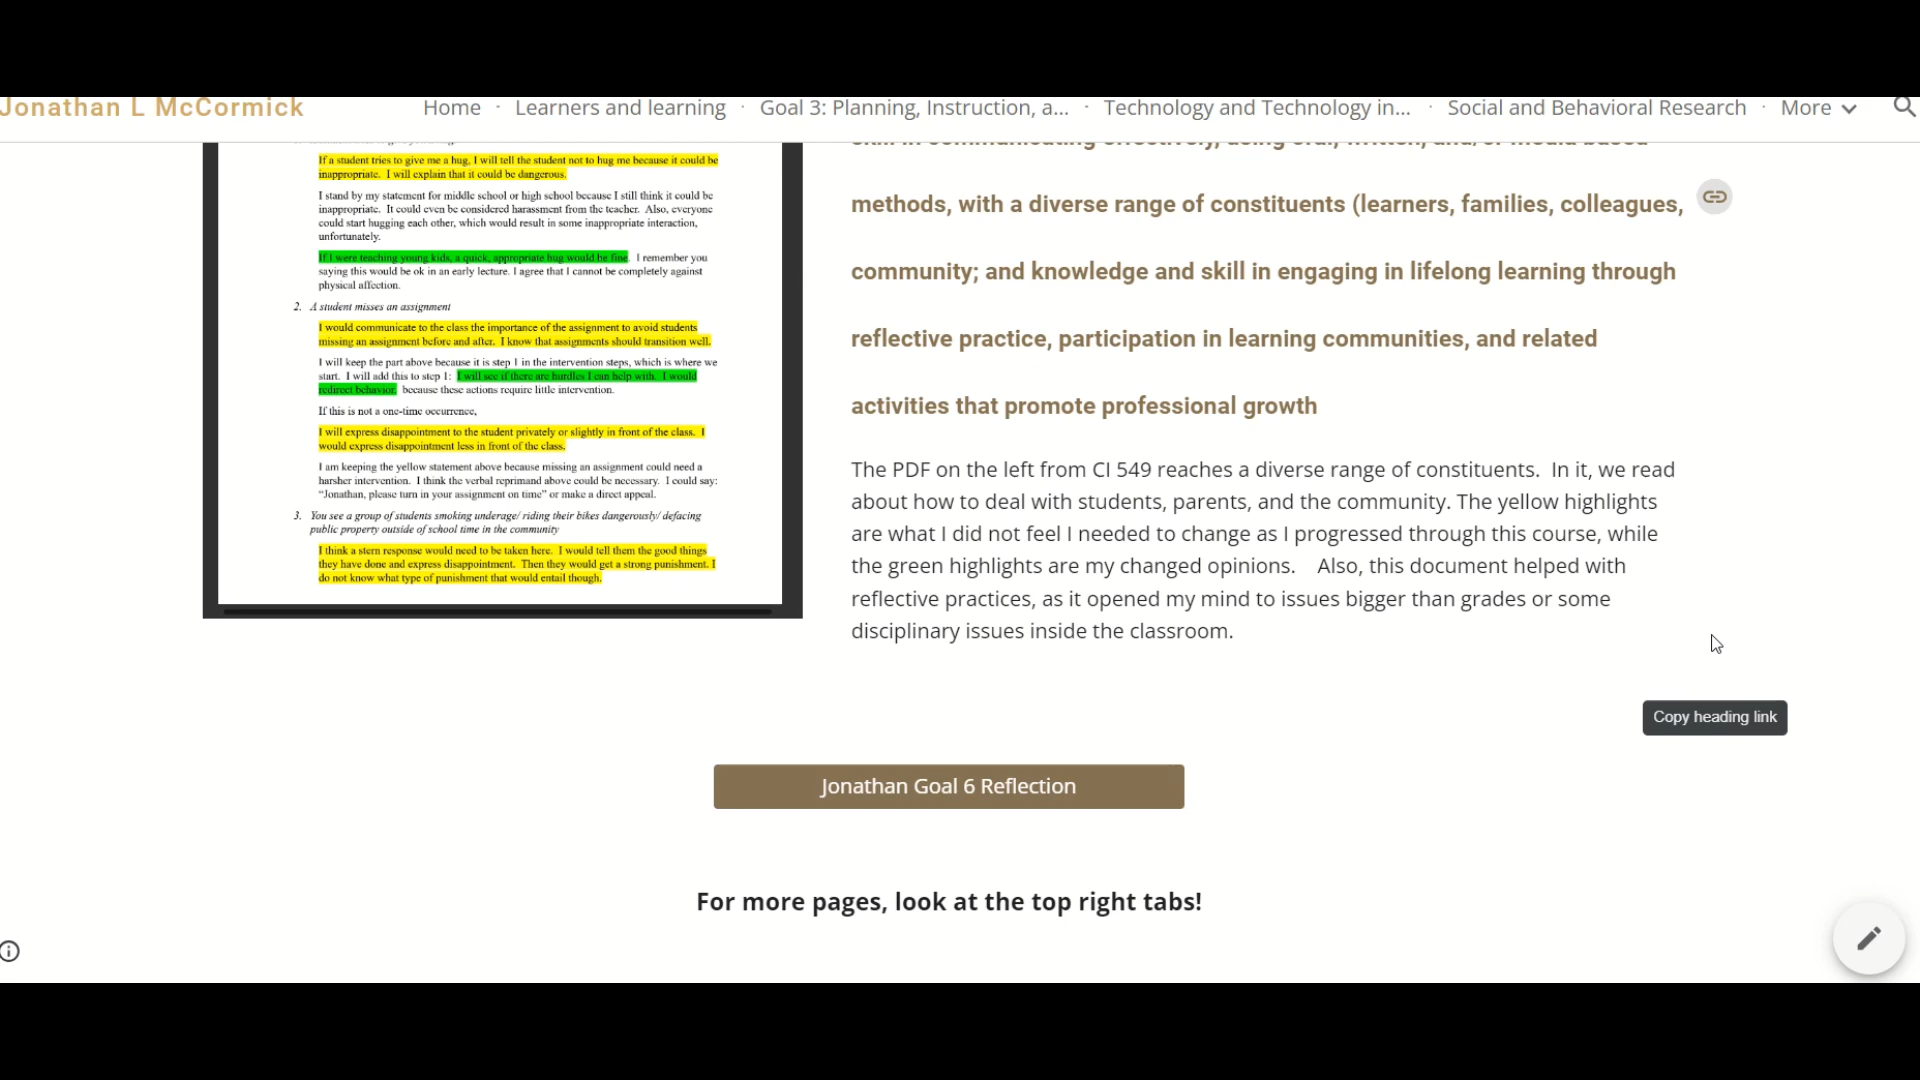 Jonathan L McCormick
Home · Learners and learning · Goal 3: Planning, Instruction, a... · Technology and Technology in... · Social and Behavioral Research · More
If a student tries to give me a hug, I will tell the student not to hug me because it could be
inappropriate. I will explain that it could be dangerous.
I stand by my statement for middle school or high school because I still think it could be
inappropriate. It could even be considered harassment from the teacher. Also, everyone
could start hugging each other, which would result in some inappropriate interaction,
unfortunately.
If I were teaching young kids, a quick, appropriate hug would be fine. I remember you
saying this would be ok in an early lecture. I agree that I cannot be completely against
physical affection.
2. A student misses an assignment
I would communicate to the class the importance of the assignment to avoid students
missing an assignment before and after. I know that assignments should transition well.
I will keep the part above because it is step 1 in the intervention steps, which is where we
start. I will add this to step 1: I will see if there are hurdles I can help with. I would
redirect behavior. because these actions require little intervention.
If this is not a one-time occurrence,
I will express disappointment to the student privately or slightly in front of the class. I
would express disappointment less in front of the class.
I am keeping the yellow statement above because missing an assignment could need a
harsher intervention. I think the verbal reprimand above could be necessary. I could say:
“Jonathan, please turn in your assignment on time” or make a direct appeal.
3. You see a group of students smoking underage/ riding their bikes dangerously/ defacing
public property outside of school time in the community
I think a stern response would need to be taken here. I would tell them the good things
they have done and express disappointment. Then they would get a strong punishment. I
do not know what type of punishment that would entail though.
skill in communicating effectively, using oral, written, and/or media based
methods, with a diverse range of constituents (learners, families, colleagues,
community; and knowledge and skill in engaging in lifelong learning through
reflective practice, participation in learning communities, and related
activities that promote professional growth
The PDF on the left from CI 549 reaches a diverse range of constituents. In it, we read
about how to deal with students, parents, and the community. The yellow highlights
are what I did not feel I needed to change as I progressed through this course, while
the green highlights are my changed opinions. Also, this document helped with
reflective practices, as it opened my mind to issues bigger than grades or some
disciplinary issues inside the classroom.
Copy heading link
Jonathan Goal 6 Reflection
For more pages, look at the top right tabs!